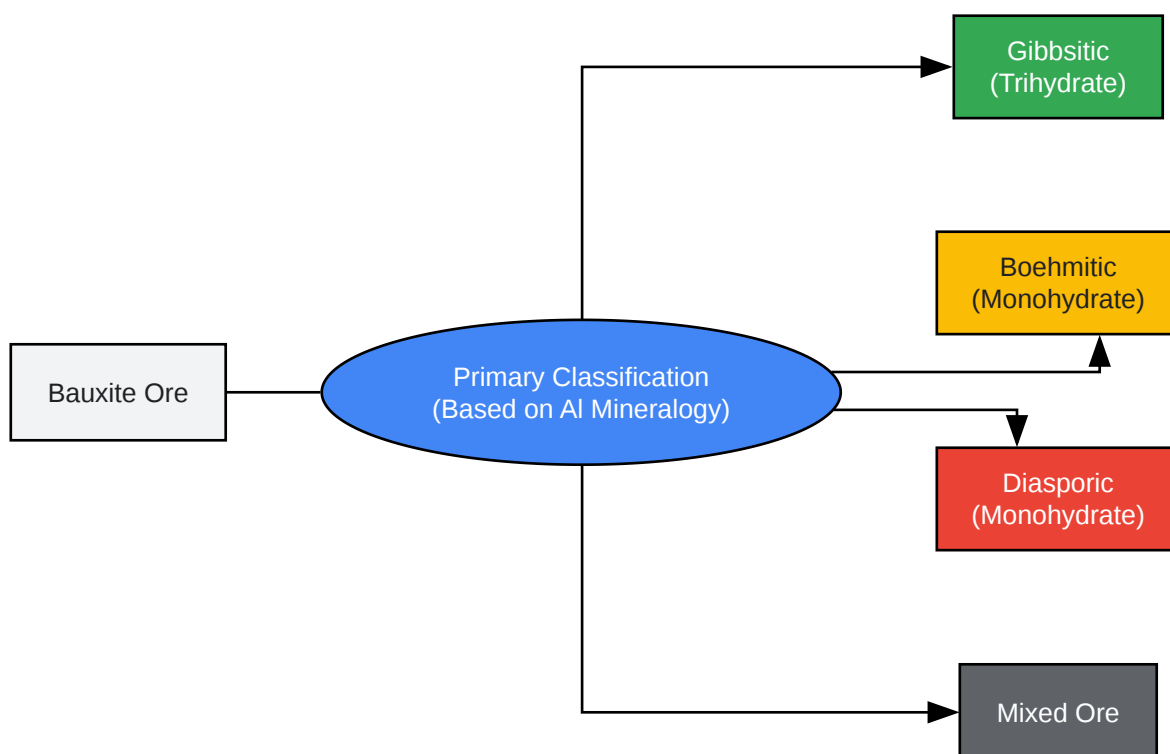 Gibbsitic
(Trihydrate)
Boehmitic
(Monohydrate)
Bauxite Ore
Primary Classification
(Based on Al Mineralogy)
Diasporic
(Monohydrate)
Mixed Ore